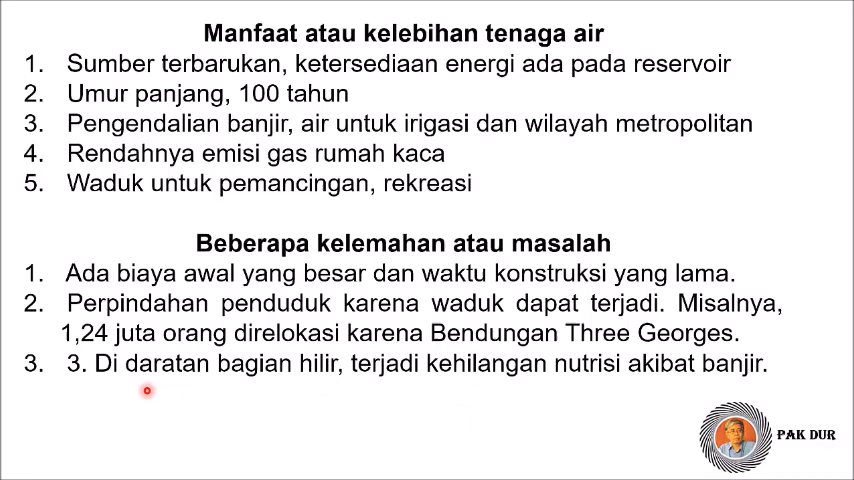 Manfaat atau kelebihan tenaga air
1. Sumber terbarukan, ketersediaan energi ada pada reservoir
2. Umur panjang, 100 tahun
3. Pengendalian banjir, air untuk irigasi dan wilayah metropolitan
4. Rendahnya emisi gas rumah kaca
5. Waduk untuk pemancingan, rekreasi
Beberapa kelemahan atau masalah
1. Ada biaya awal yang besar dan waktu konstruksi yang lama.
2. Perpindahan penduduk karena waduk dapat terjadi. Misalnya,
1,24 juta orang direlokasi karena Bendungan Three Georges.
3. 3. Di daratan bagian hilir, terjadi kehilangan nutrisi akibat banjir.
PAK DUR